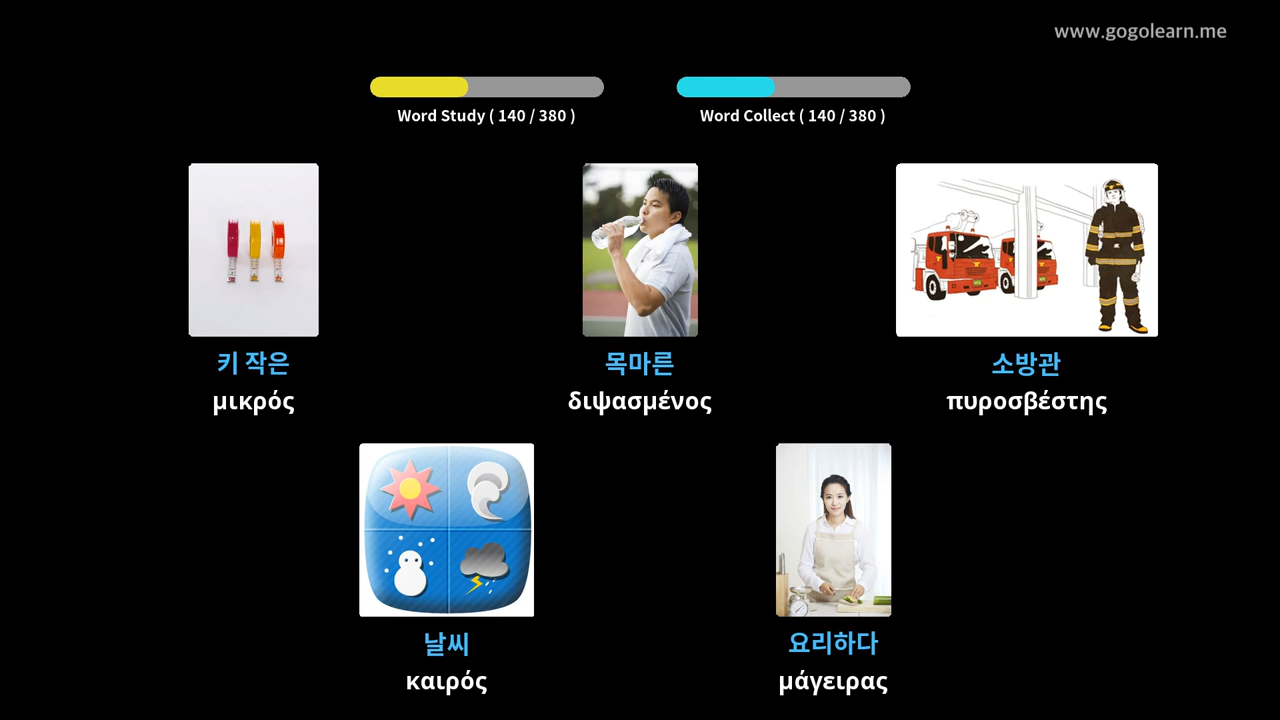 www.gogolearn.me
Word Study ( 140 / 380 )
Word Collect ( 140 / 380 )
키 작은
μικρός
목마른
διψασμένος
소방관
πυροσβέστης
날씨
καιρός
요리하다
μάγειρας